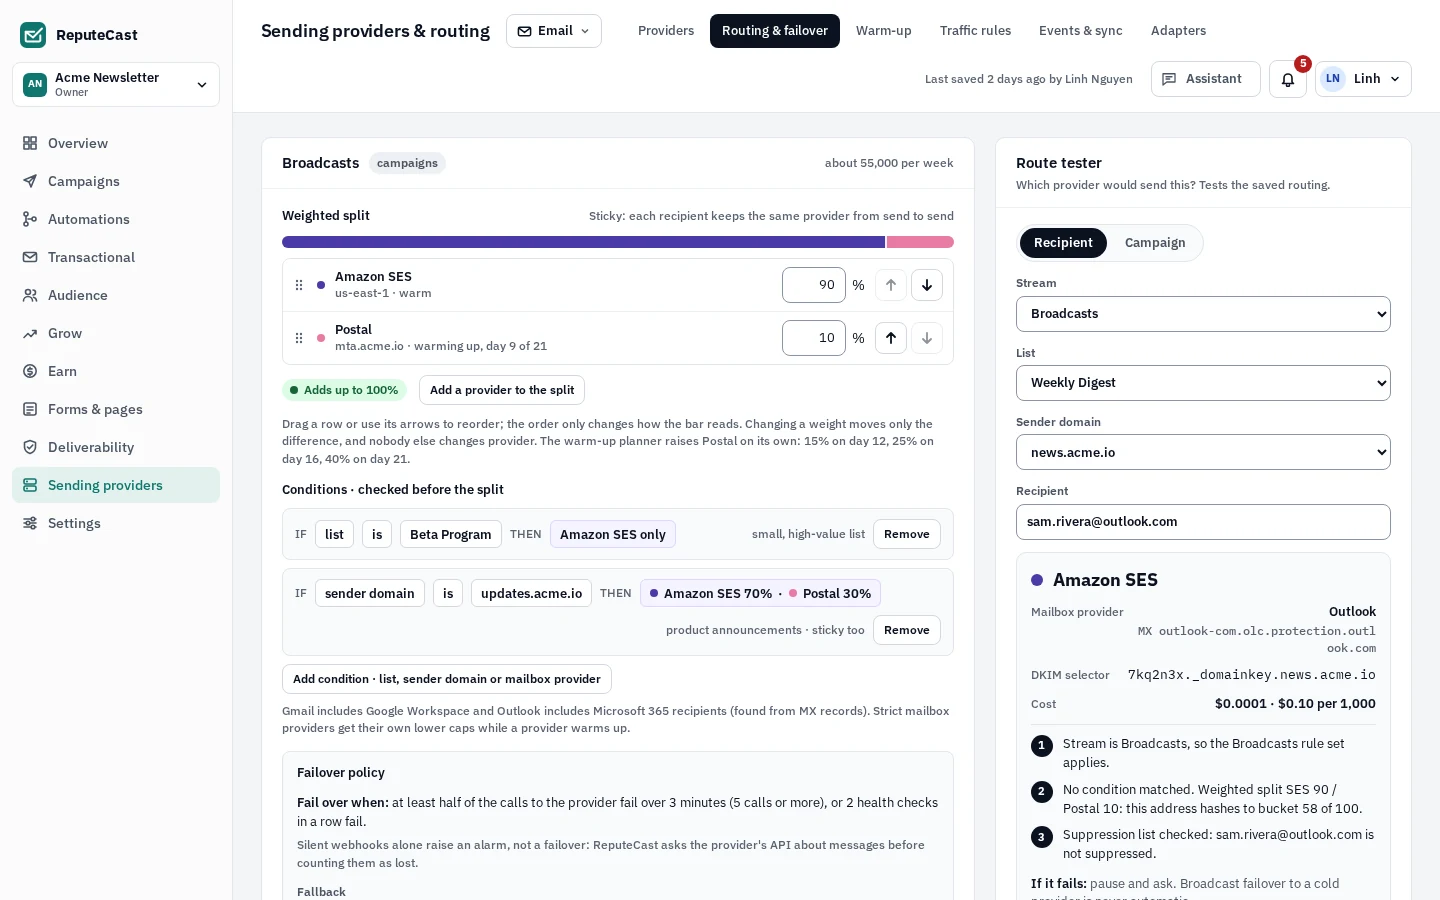 ReputeCast
AN
Acme Newsletter
Owner
Overview
Campaigns
Automations
Transactional
Audience
Grow
Earn
Forms & pages
Deliverability
Sending providers
Settings
Sending providers & routing
Email
Providers
Routing & failover
Warm-up
Traffic rules
Events & sync
Adapters
Last saved 2 days ago by Linh Nguyen
Assistant
5
LN
Linh
Broadcasts
campaigns
about 55,000 per week
Weighted split
Sticky: each recipient keeps the same provider from send to send
Amazon SES
us-east-1 · warm
90 %
Postal
mta.acme.io · warming up, day 9 of 21
10 %
Adds up to 100%
Add a provider to the split
Drag a row or use its arrows to reorder; the order only changes how the bar reads. Changing a weight moves only the
difference, and nobody else changes provider. The warm-up planner raises Postal on its own: 15% on day 12, 25% on
day 16, 40% on day 21.
Conditions · checked before the split
IF list is Beta Program THEN Amazon SES only
small, high-value list
Remove
IF sender domain is updates.acme.io THEN Amazon SES 70% · Postal 30%
product announcements · sticky too
Remove
Add condition · list, sender domain or mailbox provider
Gmail includes Google Workspace and Outlook includes Microsoft 365 recipients (found from MX records). Strict mailbox
providers get their own lower caps while a provider warms up.
Failover policy
Fail over when: at least half of the calls to the provider fail over 3 minutes (5 calls or more), or 2 health checks
in a row fail.
Silent webhooks alone raise an alarm, not a failover: ReputeCast asks the provider's API about messages before
counting them as lost.
Fallback
Route tester
Which provider would send this? Tests the saved routing.
Recipient
Campaign
Stream
Broadcasts
List
Weekly Digest
Sender domain
news.acme.io
Recipient
sam.rivera@outlook.com
Amazon SES
Mailbox provider
Outlook
MX outlook-com.olc.protection.outl
ook.com
DKIM selector
7kq2n3x._domainkey.news.acme.io
Cost
$0.0001 · $0.10 per 1,000
1
Stream is Broadcasts, so the Broadcasts rule set
applies.
2
No condition matched. Weighted split SES 90 /
Postal 10: this address hashes to bucket 58 of 100.
3
Suppression list checked: sam.rivera@outlook.com is
not suppressed.
If it fails: pause and ask. Broadcast failover to a cold
provider is never automatic.